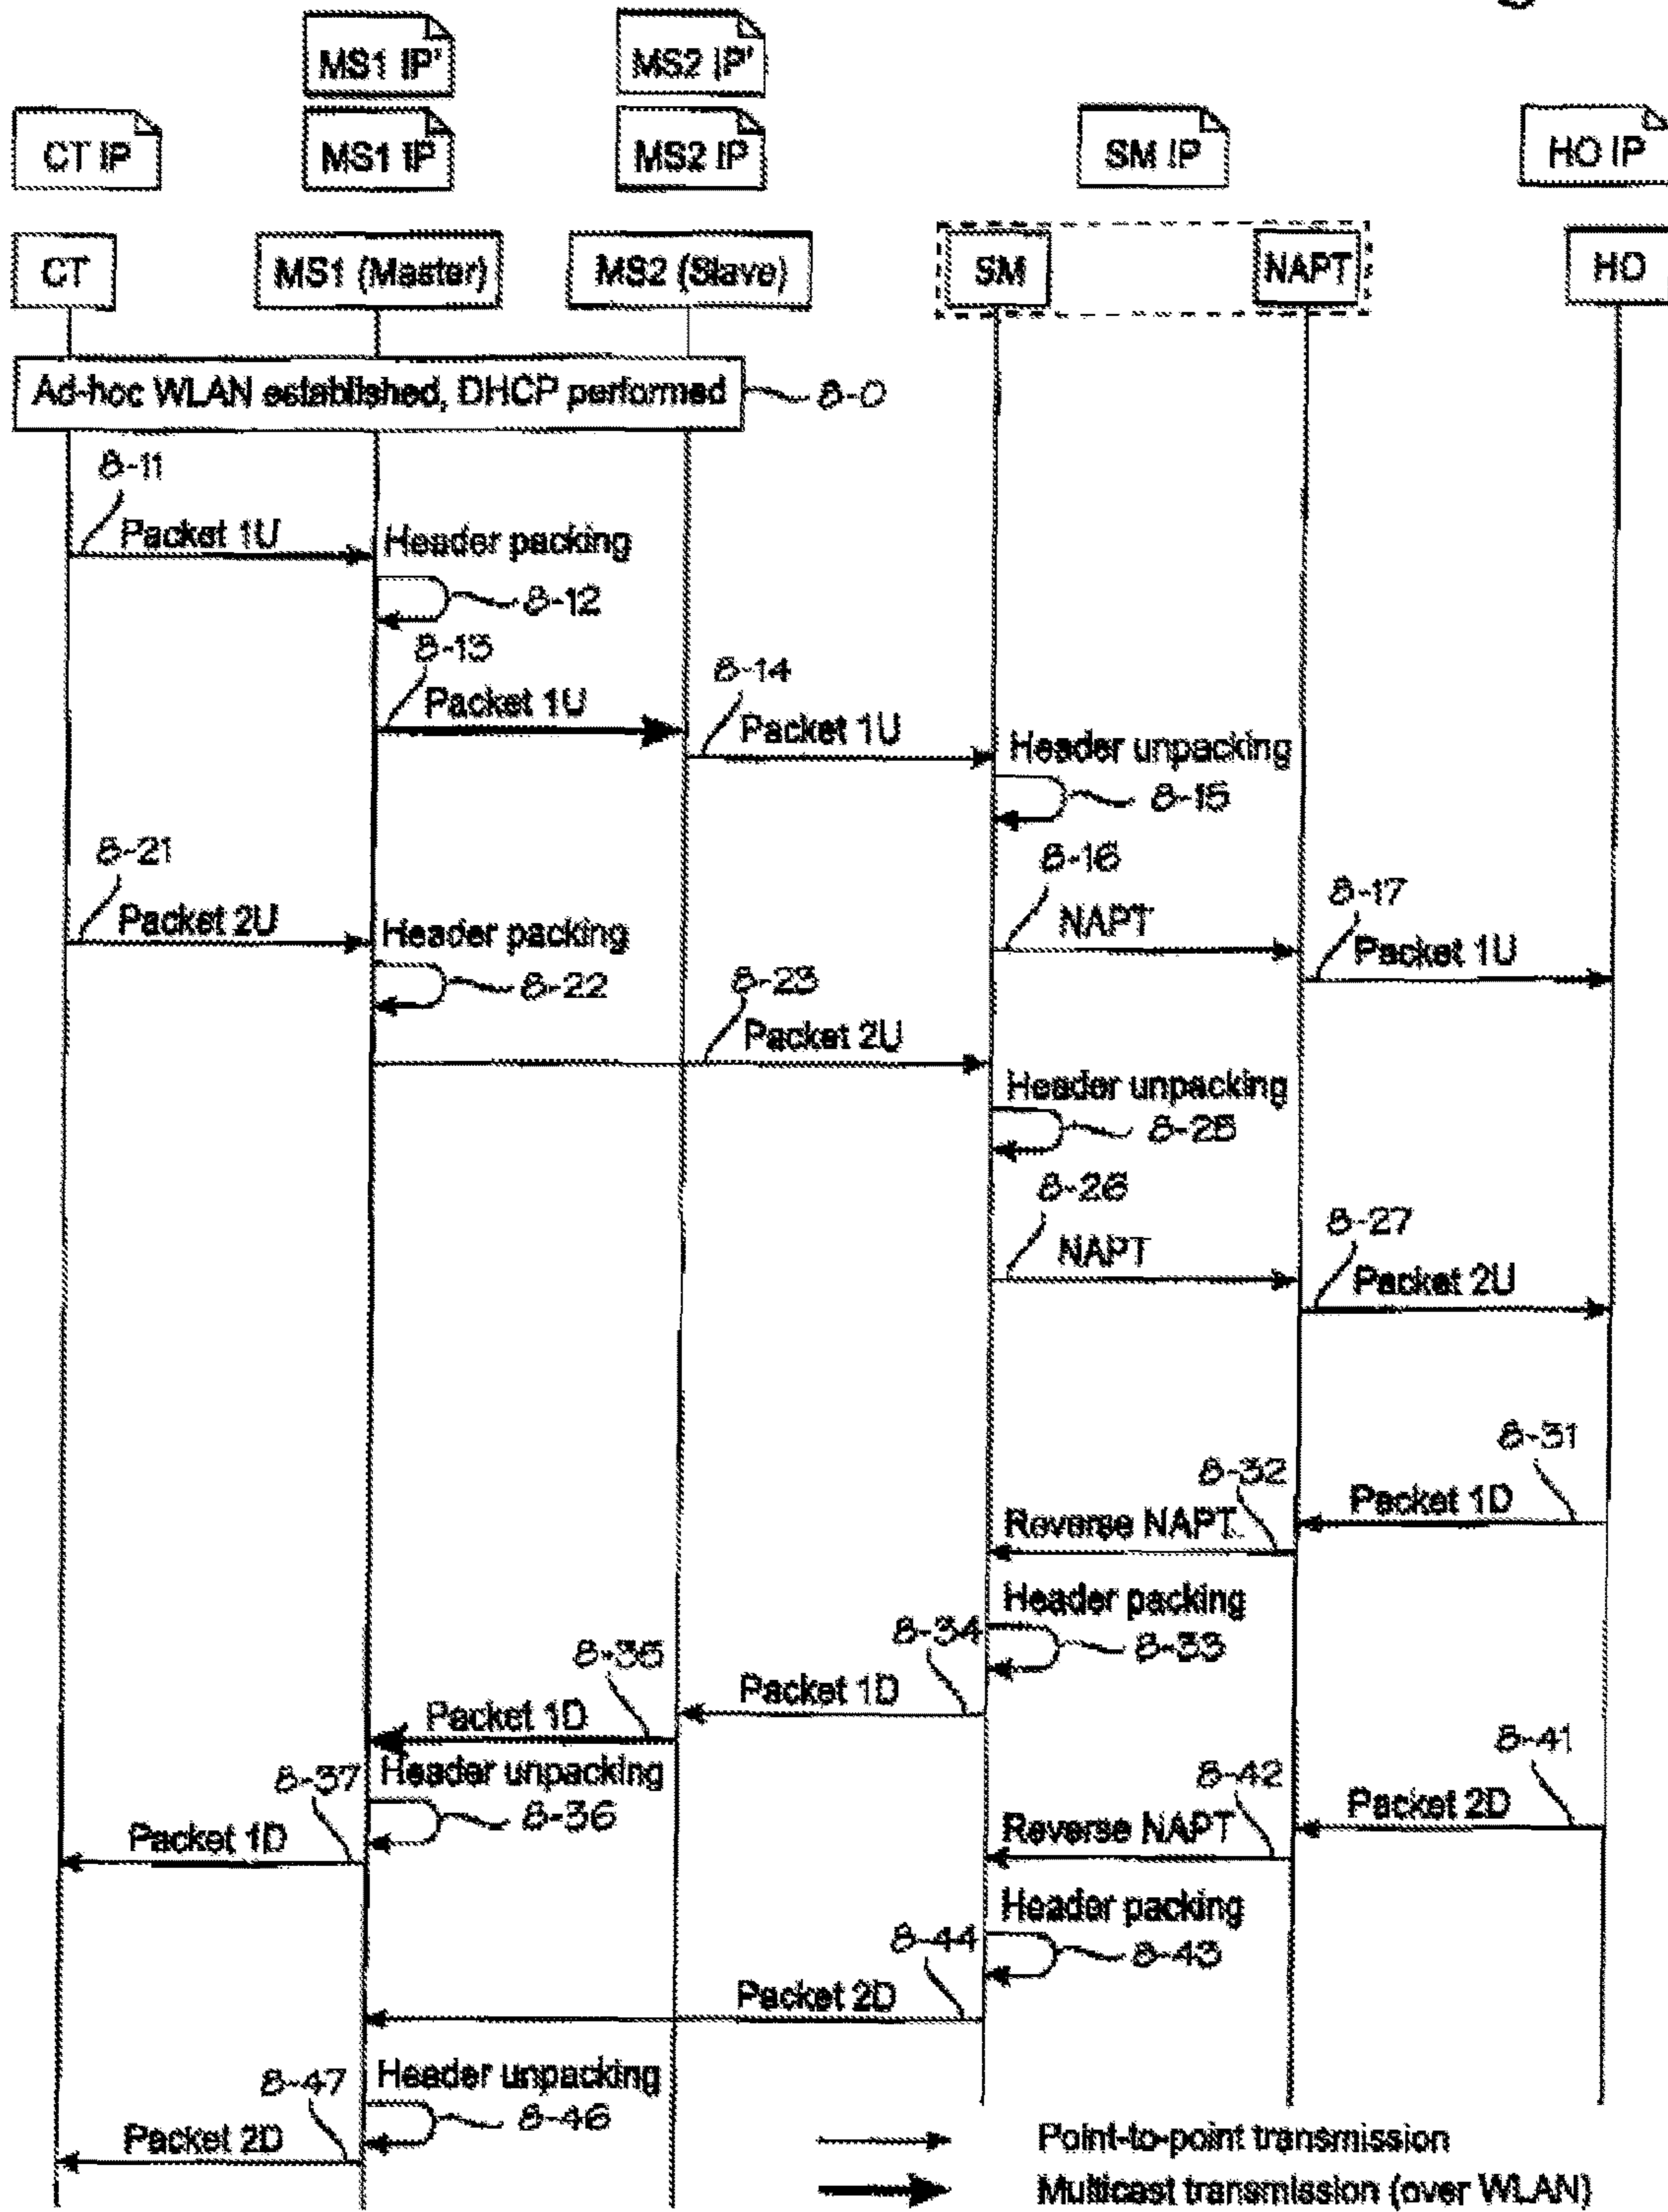 MS1 IP'
MS2 IP'
CT IP
MS1 IP
MS2 IP
SM IP
HO IP
CT
MS1 (Master)
MS2 (Slave)
SM
NAPT
HO
Ad-hoc WLAN established, DHCP performed
8-0
8-11
Packet 1U
Header packing
8-12
8-13
Packet 1U
8-14
Packet 1U
Header unpacking
8-15
8-16
NAPT
8-17
Packet 1U
8-21
Packet 2U
Header packing
8-22
8-23
Packet 2U
Header unpacking
8-25
8-26
NAPT
8-27
Packet 2U
8-31
Packet 1D
8-32
Reverse NAPT
Header packing
8-33
8-34
Packet 1D
8-35
Packet 1D
Header unpacking
8-36
8-37
Packet 1D
8-41
Packet 2D
8-42
Reverse NAPT
Header packing
8-43
8-44
Packet 2D
Header unpacking
8-46
8-47
Packet 2D
Point-to-point transmission
Multicast transmission (over WLAN)